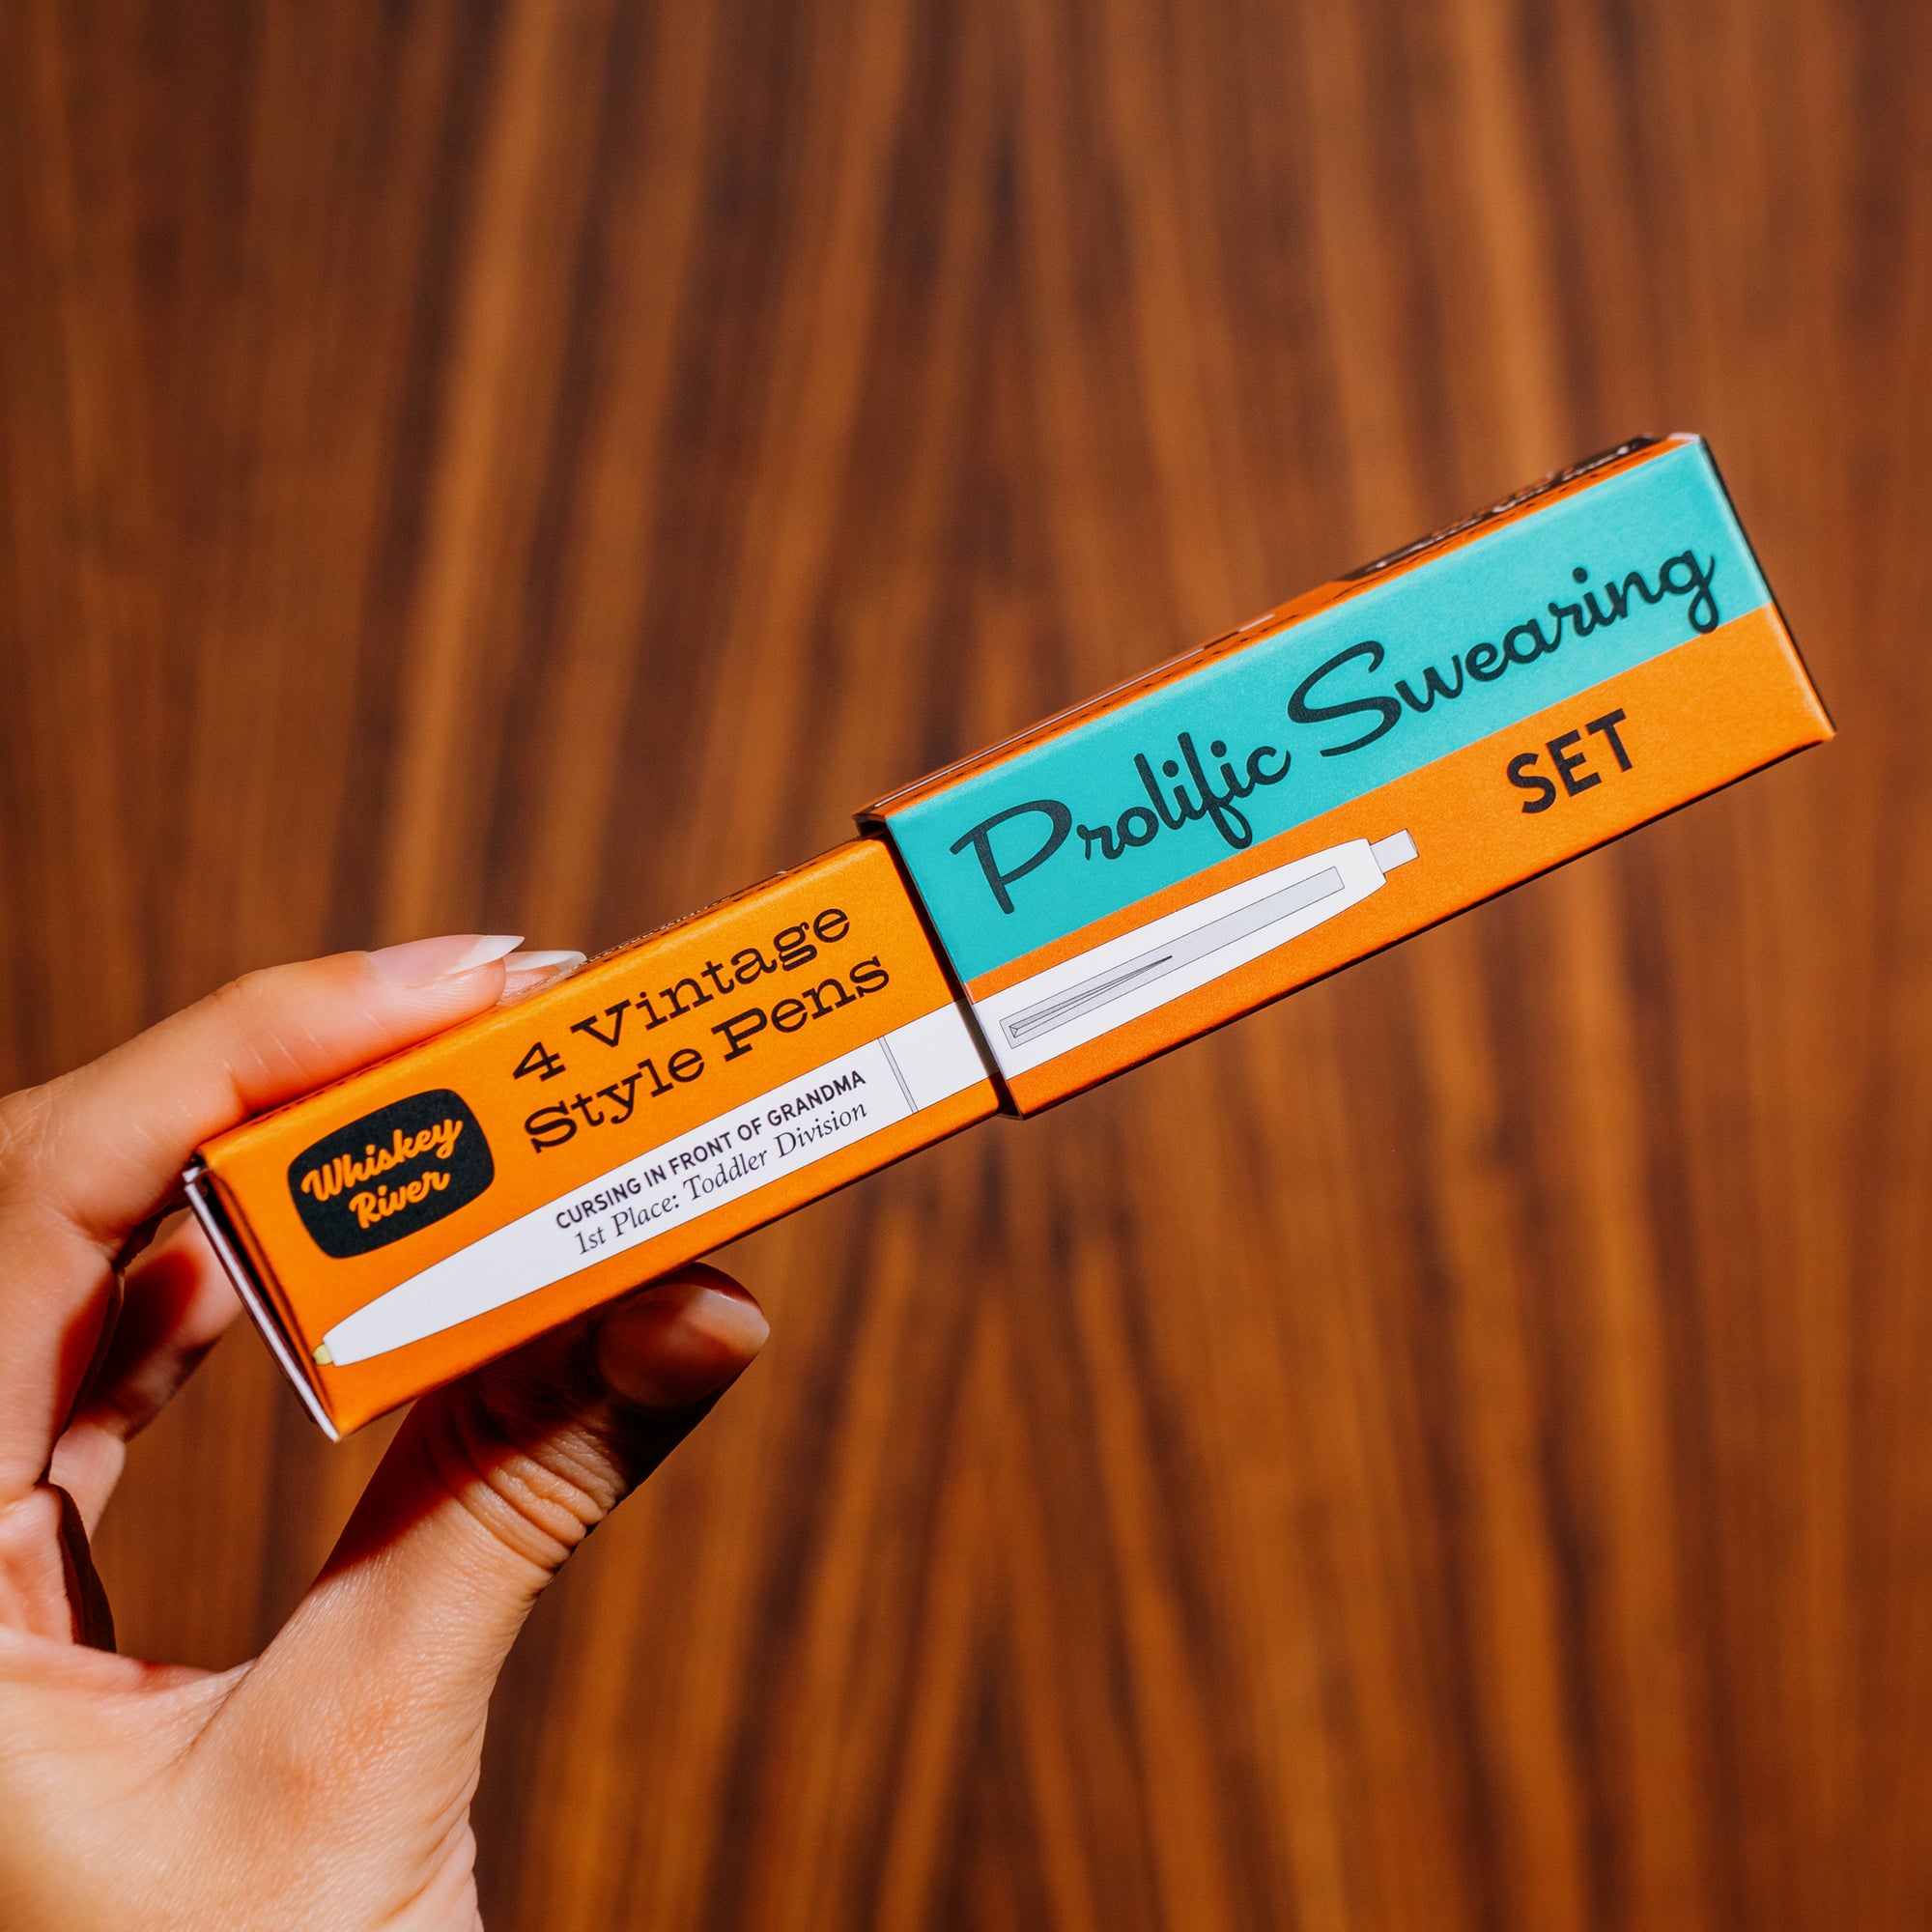 Prolific Swearing
SET
4 Vintage
Style Pens
Whiskey
River
CURSING IN FRONT OF GRANDMA
1st Place: Toddler Division